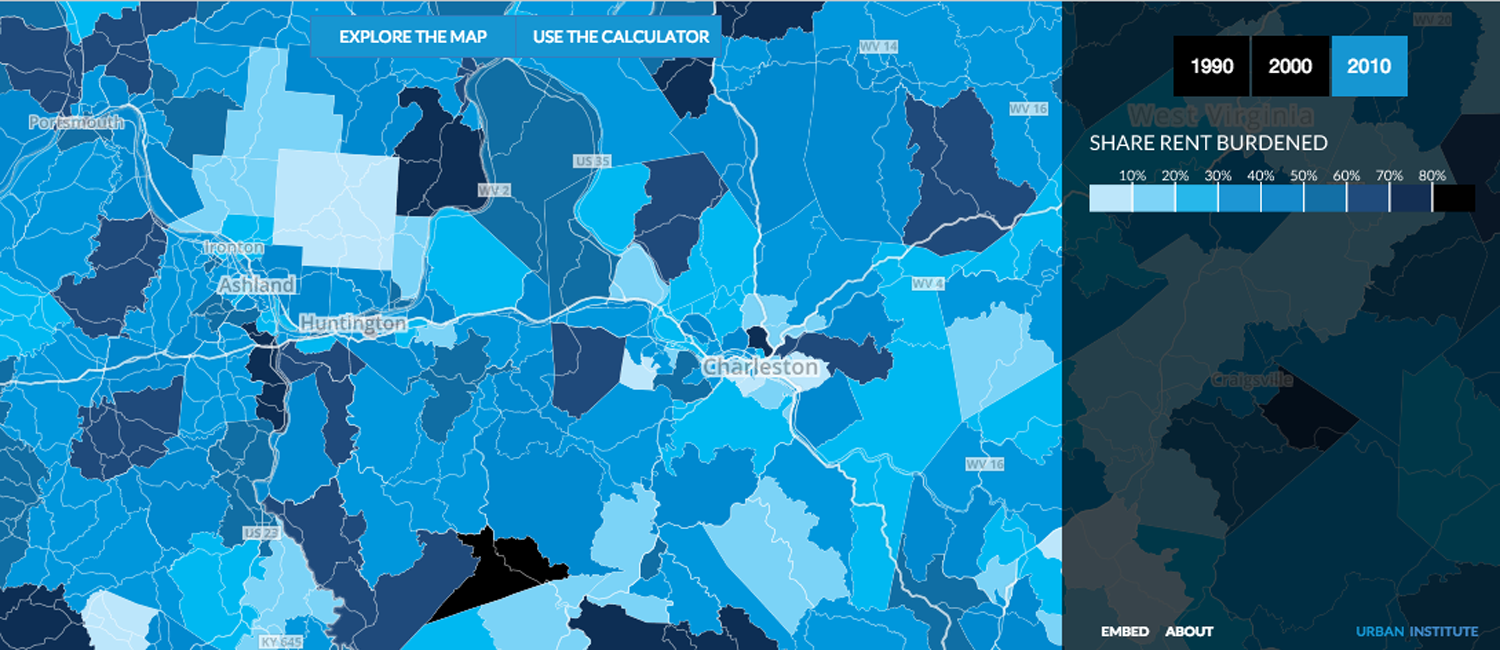 EXPLORE THE MAP
USE THE CALCULATOR
WV 14
WV 20
1990
2000
2010
WV 16
West Virginia
Portsmouth
SHARE RENT BURDENED
US 35
10% 20% 30% 40% 50% 60% 70% 80%
WV 2
Ironton
Ashland
WV 4
Huntington
Charleston
Craigsville
WV 16
US 23
EMBED
ABOUT
URBAN INSTITUTE
KY 645